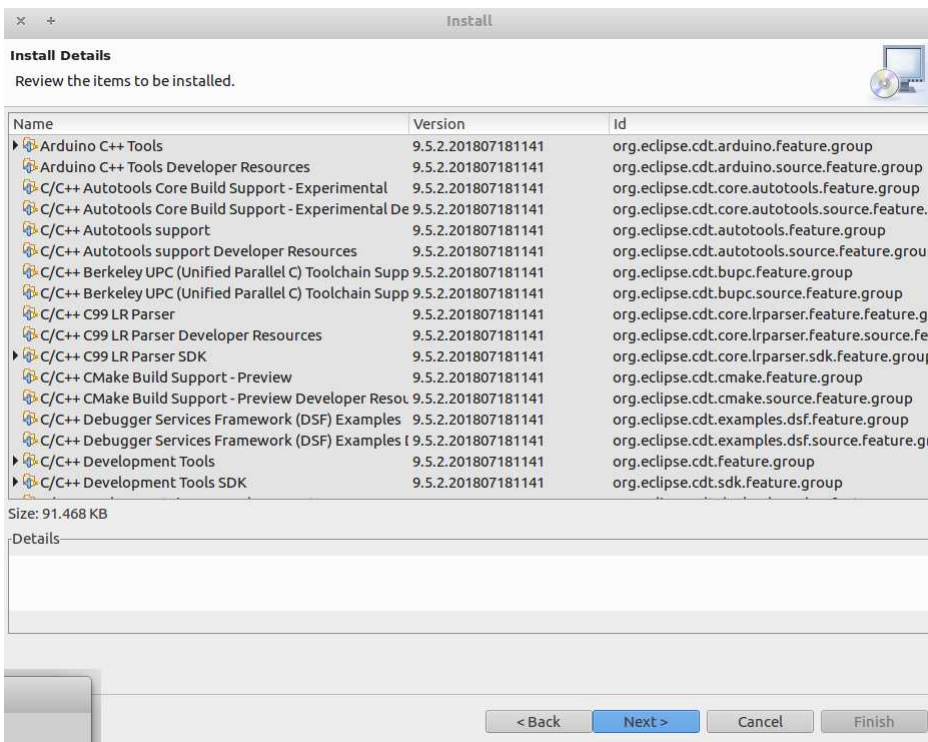 Install
Install Details
Review the items to be installed.
Name Version Id
Arduino C++ Tools 9.5.2.201807181141 org.eclipse.cdt.arduino.feature.group
Arduino C++ Tools Developer Resources 9.5.2.201807181141 org.eclipse.cdt.arduino.source.feature.group
C/C++ Autotools Core Build Support - Experimental 9.5.2.201807181141 org.eclipse.cdt.core.autotools.feature.group
C/C++ Autotools Core Build Support - Experimental De 9.5.2.201807181141 org.eclipse.cdt.core.autotools.source.feature.
C/C++ Autotools support 9.5.2.201807181141 org.eclipse.cdt.autotools.feature.group
C/C++ Autotools support Developer Resources 9.5.2.201807181141 org.eclipse.cdt.autotools.source.feature.grou
C/C++ Berkeley UPC (Unified Parallel C) Toolchain Supp 9.5.2.201807181141 org.eclipse.cdt.bupc.feature.group
C/C++ Berkeley UPC (Unified Parallel C) Toolchain Supp 9.5.2.201807181141 org.eclipse.cdt.bupc.source.feature.group
C/C++ C99 LR Parser 9.5.2.201807181141 org.eclipse.cdt.core.lrparser.feature.feature.g
C/C++ C99 LR Parser Developer Resources 9.5.2.201807181141 org.eclipse.cdt.core.lrparser.feature.source.fe
C/C++ C99 LR Parser SDK 9.5.2.201807181141 org.eclipse.cdt.core.lrparser.sdk.feature.group
C/C++ CMake Build Support - Preview 9.5.2.201807181141 org.eclipse.cdt.cmake.feature.group
C/C++ CMake Build Support - Preview Developer Resou 9.5.2.201807181141 org.eclipse.cdt.cmake.source.feature.group
C/C++ Debugger Services Framework (DSF) Examples 9.5.2.201807181141 org.eclipse.cdt.examples.dsf.feature.group
C/C++ Debugger Services Framework (DSF) Examples [ 9.5.2.201807181141 org.eclipse.cdt.examples.dsf.source.feature.gr
C/C++ Development Tools 9.5.2.201807181141 org.eclipse.cdt.feature.group
C/C++ Development Tools SDK 9.5.2.201807181141 org.eclipse.cdt.sdk.feature.group
Size: 91.468 KB
Details
< Back Next > Cancel Finish